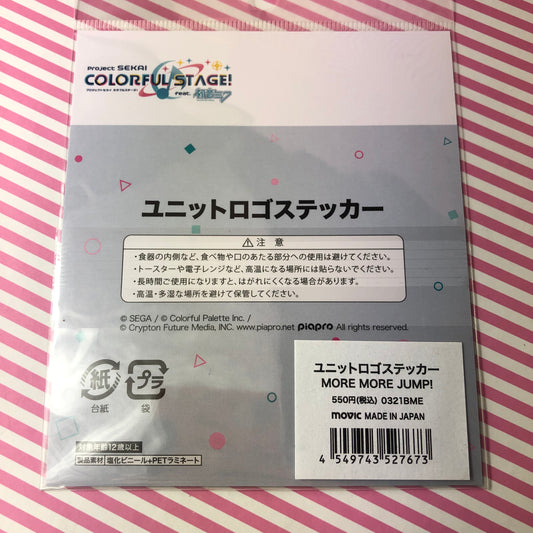 Project SEKAI
COLORFUL STAGE!
プロジェクトセカイ カラフルステージ!
feat. 初音ミク
ユニットロゴステッカー
⚠ 注意
・食器の内側など、食べ物や口のあたる部分への使用は避けてください。
・トースターや電子レンジなど、高温になる場所には貼らないでください。
・長時間ご使用になりますと、はがれにくくなる場合があります。
・高温・多湿な場所を避けて保管してください。
© SEGA / © Colorful Palette Inc. /
© Crypton Future Media, INC. www.piapro.net piapro All rights reserved.
紙 プラ
台紙 袋
対象年齢12歳以上
製品素材 塩化ビニール+PETラミネート
ユニットロゴステッカー
MORE MORE JUMP!
550円(税込) 0321BME
movic MADE IN JAPAN
4 549743 527673